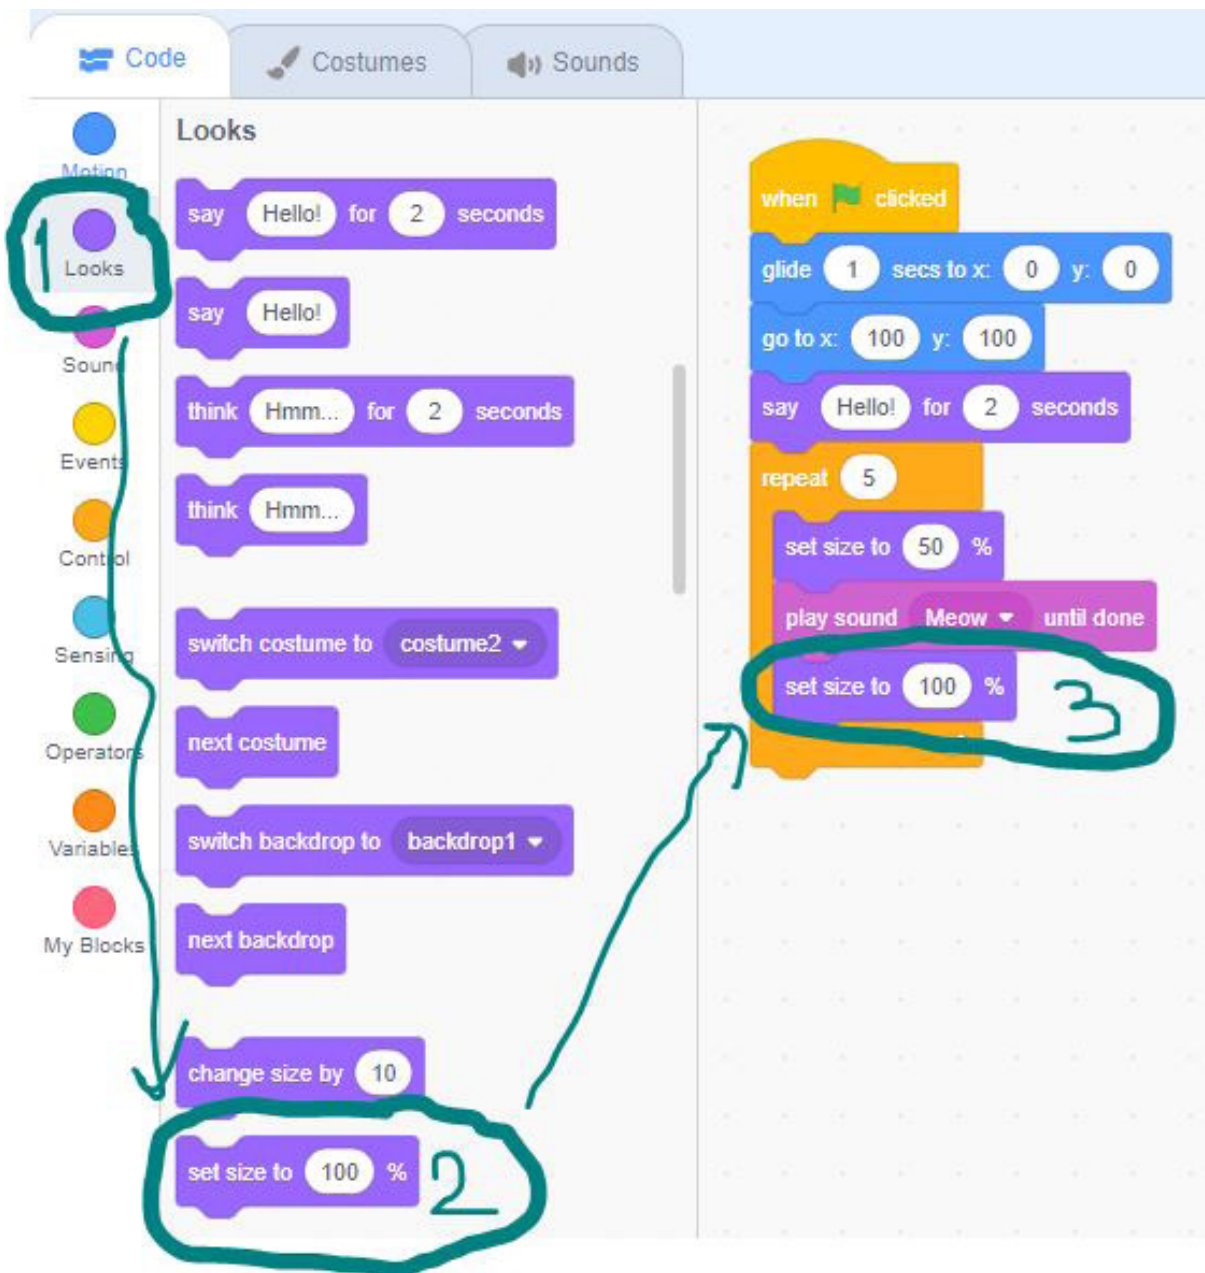 Code
Costumes
Sounds
Motion
Looks
Sound
Events
Control
Sensing
Operators
Variables
My Blocks
1
Looks
say Hello! for 2 seconds
say Hello!
think Hmm... for 2 seconds
think Hmm...
switch costume to costume2
next costume
switch backdrop to backdrop1
next backdrop
change size by 10
set size to 100 %
2
when clicked
glide 1 secs to x: 0 y: 0
go to x: 100 y: 100
say Hello! for 2 seconds
repeat 5
set size to 50 %
play sound Meow until done
set size to 100 %
3